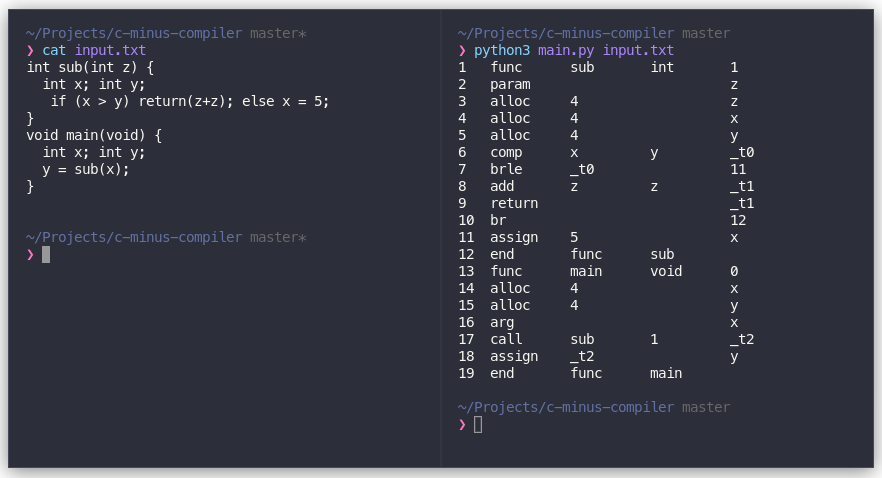 ~/Projects/c-minus-compiler master*
❯ cat input.txt
int sub(int z) {
  int x; int y;
   if (x > y) return(z+z); else x = 5;
}
void main(void) {
  int x; int y;
  y = sub(x);
}
~/Projects/c-minus-compiler master*
❯
~/Projects/c-minus-compiler master
❯ python3 main.py input.txt
1   func      sub       int       1
2   param                         z
3   alloc     4                   z
4   alloc     4                   x
5   alloc     4                   y
6   comp      x         y         _t0
7   brle      _t0                 11
8   add       z         z         _t1
9   return                        _t1
10  br                            12
11  assign    5                   x
12  end       func      sub
13  func      main      void      0
14  alloc     4                   x
15  alloc     4                   y
16  arg                           x
17  call      sub       1         _t2
18  assign    _t2                 y
19  end       func      main
~/Projects/c-minus-compiler master
❯